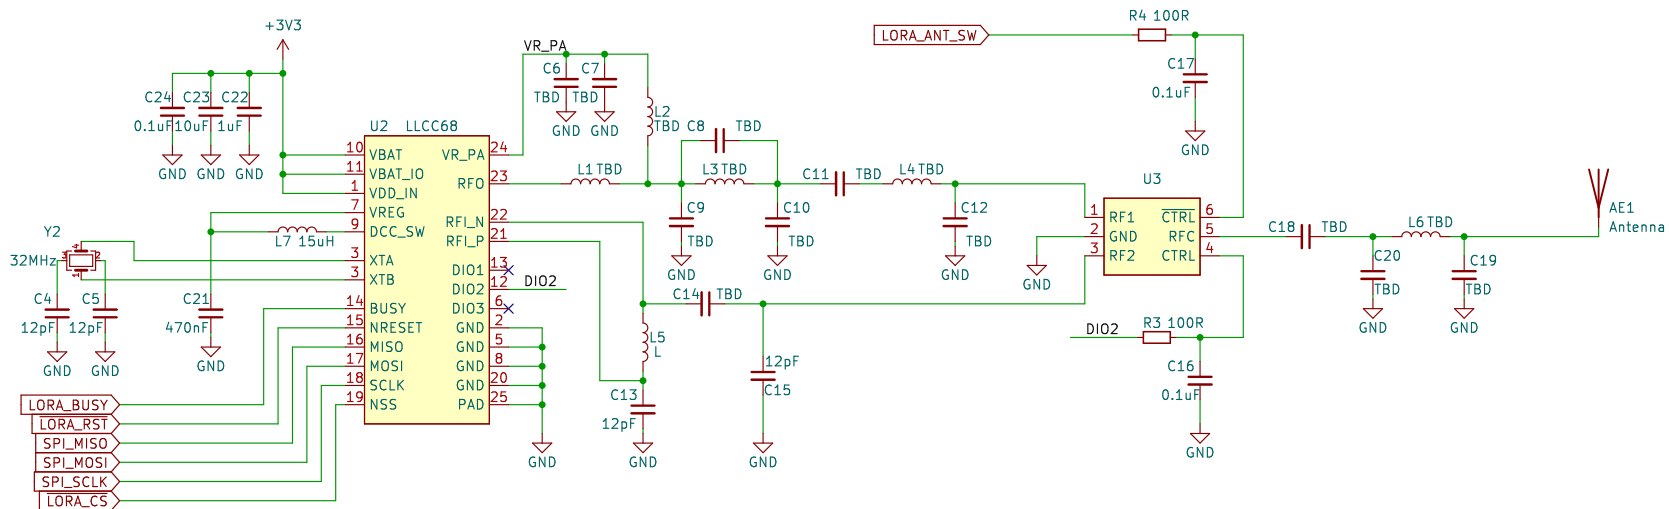 +3V3
C24
0.1uF
GND
C23
10uF
GND
C22
1uF
GND
U2 LLCC68
10 VBAT
11 VBAT_IO
1 VDD_IN
7 VREG
9 DCC_SW
3 XTA
3 XTB
14 BUSY
15 NRESET
16 MISO
17 MOSI
18 SCLK
19 NSS
VR_PA 24
RFO 23
RFI_N 22
RFI_P 21
DIO1 13
DIO2 12
DIO3 6
GND 2
GND 5
GND 8
GND 20
PAD 25
GND
L7 15uH
Y2
32MHz
4
3
2
1
C4
12pF
GND
C5
12pF
GND
C21
470nF
GND
LORA_BUSY
LORA_RST
SPI_MISO
SPI_MOSI
SPI_SCLK
LORA_CS
VR_PA
C6
TBD
GND
C7
TBD
GND
L2
TBD
L1 TBD
C8 TBD
L3 TBD
C9
TBD
GND
C10
TBD
GND
C11 TBD
L4 TBD
C12
TBD
GND
DIO2
C14 TBD
L5
L
C13
12pF
GND
12pF
C15
GND
LORA_ANT_SW
R4 100R
C17
0.1uF
GND
U3
1 RF1
2 GND
3 RF2
CTRL 6
RFC 5
CTRL 4
GND
DIO2
R3 100R
C16
0.1uF
GND
C18 TBD
C20
TBD
GND
L6 TBD
C19
TBD
GND
AE1
Antenna